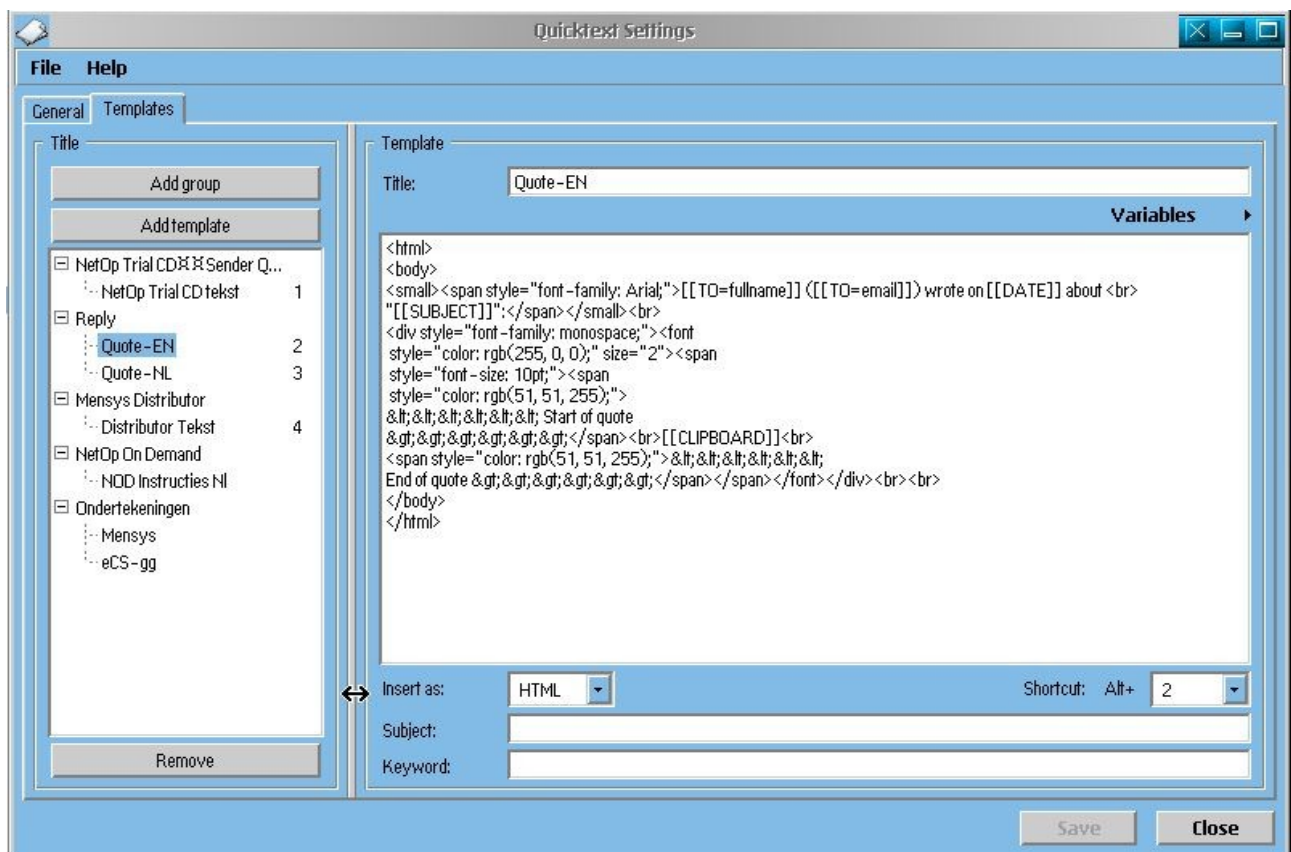 Quicktext Settings
File Help
General Templates
Title
Add group
Add template
NetOp Trial CD¤¤Sender Q...
NetOp Trial CD tekst 1
Reply
Quote-EN 2
Quote-NL 3
Mensys Distributor
Distributor Tekst 4
NetOp On Demand
NOD Instructies Nl
Ondertekeningen
Mensys
eCS-gg
Remove
Template
Title: Quote-EN
Variables
<html>
<body>
<small><span style="font-family: Arial;">[[TO=fullname]] ([[TO=email]]) wrote on [[DATE]] about <br>
"[[SUBJECT]]":</span></small><br>
<div style="font-family: monospace;"><font
style="color: rgb(255, 0, 0);" size="2"><span
style="font-size: 10pt;"><span
style="color: rgb(51, 51, 255);">
&lt;&lt;&lt;&lt;&lt;&lt; Start of quote
&gt;&gt;&gt;&gt;&gt;&gt;</span><br>[[CLIPBOARD]]<br>
<span style="color: rgb(51, 51, 255);">&lt;&lt;&lt;&lt;&lt;&lt;
End of quote &gt;&gt;&gt;&gt;&gt;&gt;</span></span></font></div><br><br>
</body>
</html>
Insert as: HTML Shortcut: Alt+ 2
Subject:
Keyword:
Save Close